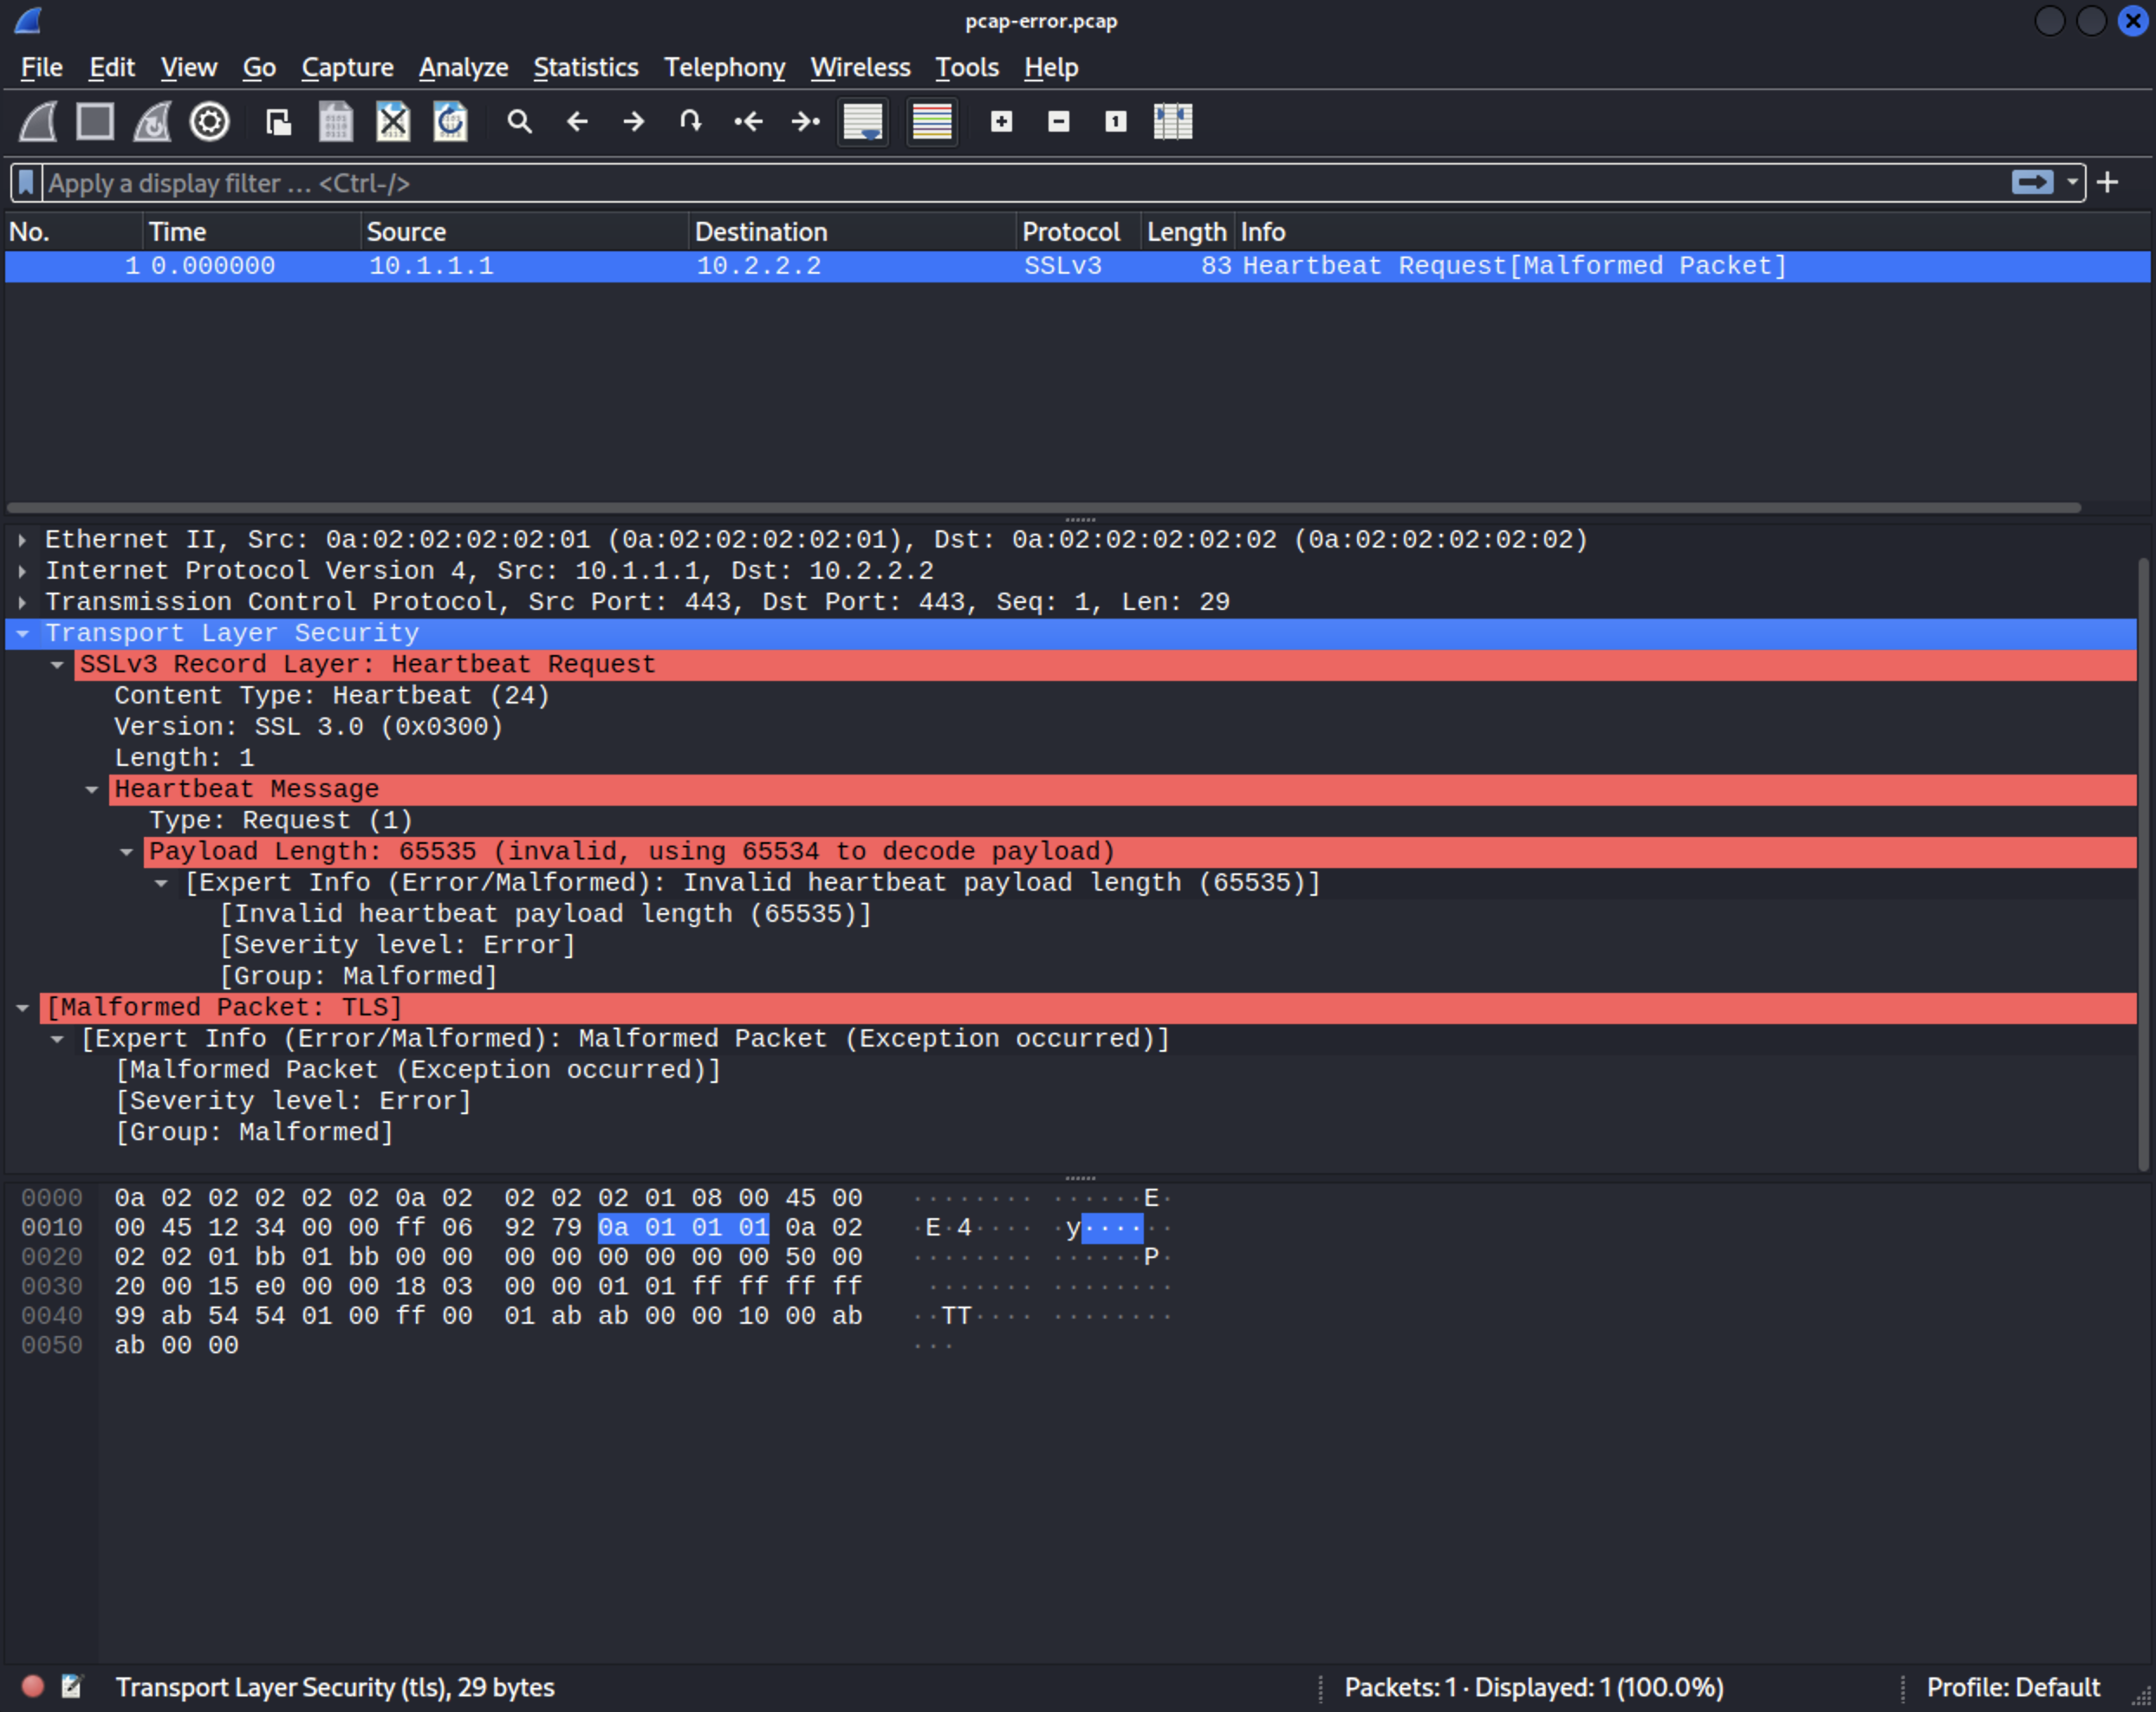 pcap-error.pcap
File Edit View Go Capture Analyze Statistics Telephony Wireless Tools Help
Apply a display filter ... <Ctrl-/>
No. Time Source Destination Protocol Length Info
1 0.000000 10.1.1.1 10.2.2.2 SSLv3 83 Heartbeat Request[Malformed Packet]
Ethernet II, Src: 0a:02:02:02:02:01 (0a:02:02:02:02:01), Dst: 0a:02:02:02:02:02 (0a:02:02:02:02:02)
Internet Protocol Version 4, Src: 10.1.1.1, Dst: 10.2.2.2
Transmission Control Protocol, Src Port: 443, Dst Port: 443, Seq: 1, Len: 29
Transport Layer Security
SSLv3 Record Layer: Heartbeat Request
Content Type: Heartbeat (24)
Version: SSL 3.0 (0x0300)
Length: 1
Heartbeat Message
Type: Request (1)
Payload Length: 65535 (invalid, using 65534 to decode payload)
[Expert Info (Error/Malformed): Invalid heartbeat payload length (65535)]
[Invalid heartbeat payload length (65535)]
[Severity level: Error]
[Group: Malformed]
[Malformed Packet: TLS]
[Expert Info (Error/Malformed): Malformed Packet (Exception occurred)]
[Malformed Packet (Exception occurred)]
[Severity level: Error]
[Group: Malformed]
0000 0a 02 02 02 02 02 0a 02 02 02 02 01 08 00 45 00 ········ ······E·
0010 00 45 12 34 00 00 ff 06 92 79 0a 01 01 01 0a 02 ·E·4···· ·y······
0020 02 02 01 bb 01 bb 00 00 00 00 00 00 00 00 50 00 ········ ······P·
0030 20 00 15 e0 00 00 18 03 00 00 01 01 ff ff ff ff ······· ········
0040 99 ab 54 54 01 00 ff 00 01 ab ab 00 00 10 00 ab ··TT···· ········
0050 ab 00 00 ···
Transport Layer Security (tls), 29 bytes Packets: 1 · Displayed: 1 (100.0%) Profile: Default